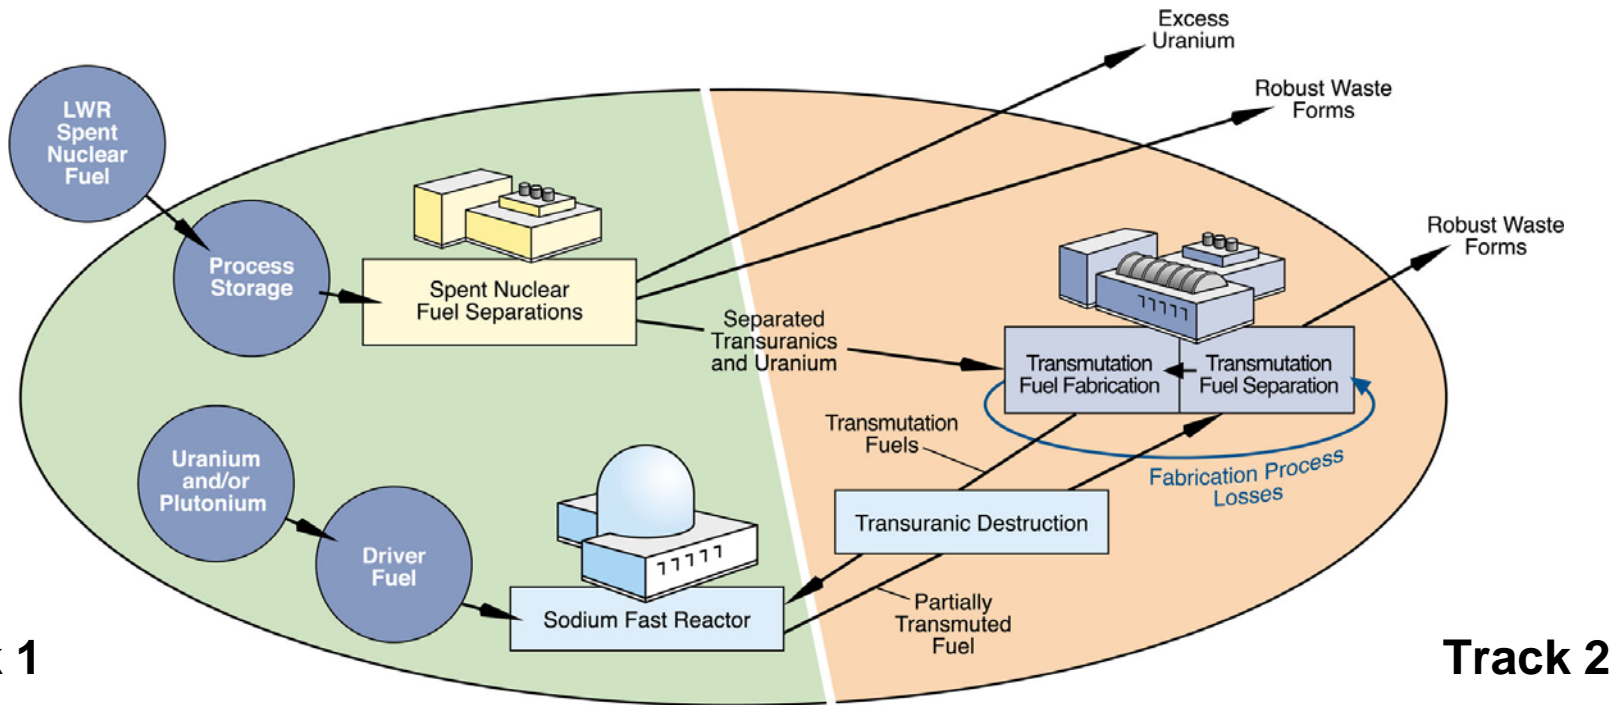 Excess
Uranium
Robust Waste
Forms
LWR
Spent
Nuclear
Fuel
Process
Storage
Spent Nuclear
Fuel Separations
Separated
Transuranics
and Uranium
Robust Waste
Forms
Transmutation
Fuel Fabrication
Transmutation
Fuel Separation
Transmutation
Fuels
Fabrication Process
Losses
Uranium
and/or
Plutonium
Driver
Fuel
Sodium Fast Reactor
Transuranic Destruction
Partially
Transmuted
Fuel
1
Track 2